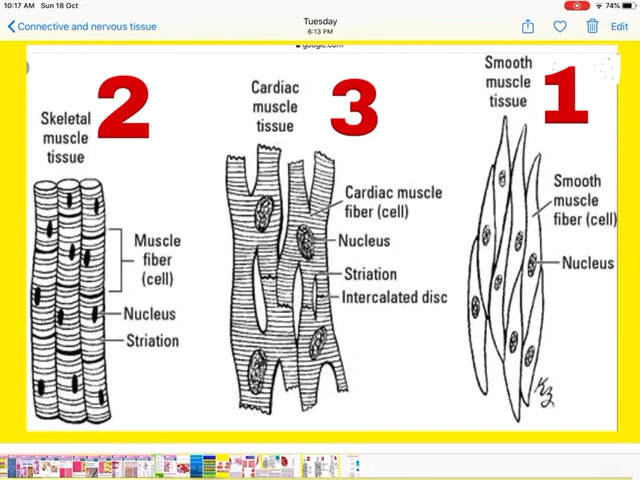 10:17 AM Sun 18 Oct
74%
Connective and nervous tissue
Tuesday
6:13 PM
Edit
google.com
Skeletal
muscle
tissue
2
Muscle
fiber
(cell)
Nucleus
Striation
Cardiac
muscle
tissue
3
Cardiac muscle
fiber (cell)
Nucleus
Striation
Intercalated disc
Smooth
muscle
tissue
1
Smooth
muscle
fiber (cell)
Nucleus